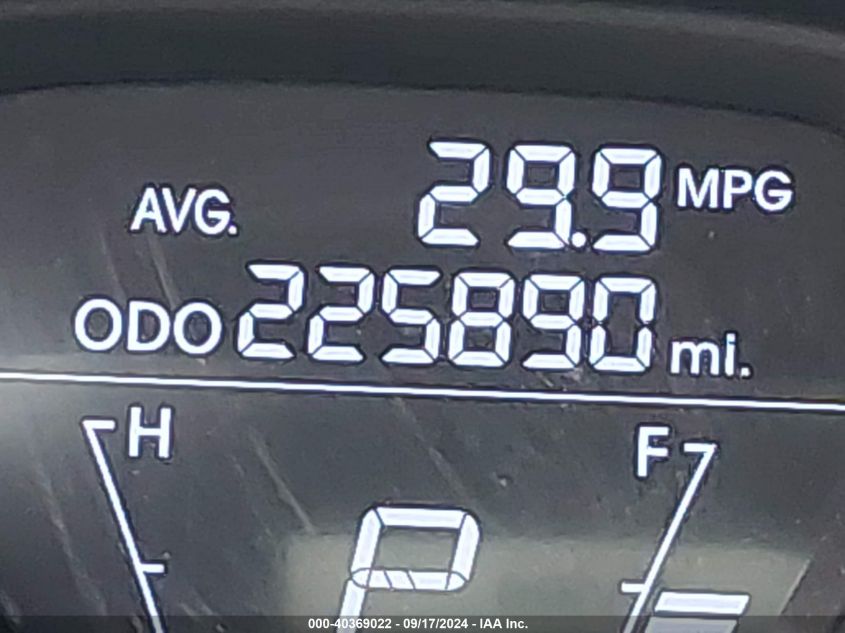 AVG. 29.9 MPG
ODO 225890 mi.
H F
P
000-40369022 - 09/17/2024 - IAA Inc.